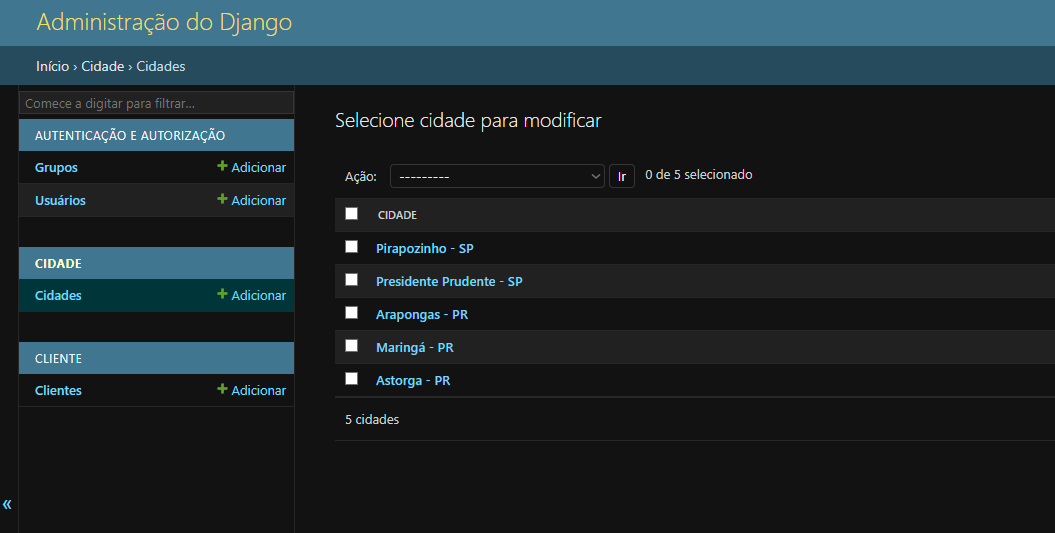 Administração do Django
Início › Cidade › Cidades
Comece a digitar para filtrar...
AUTENTICAÇÃO E AUTORIZAÇÃO
Grupos + Adicionar
Usuários + Adicionar
CIDADE
Cidades + Adicionar
CLIENTE
Clientes + Adicionar
«
Selecione cidade para modificar
Ação: --------- Ir 0 de 5 selecionado
CIDADE
Pirapozinho - SP
Presidente Prudente - SP
Arapongas - PR
Maringá - PR
Astorga - PR
5 cidades